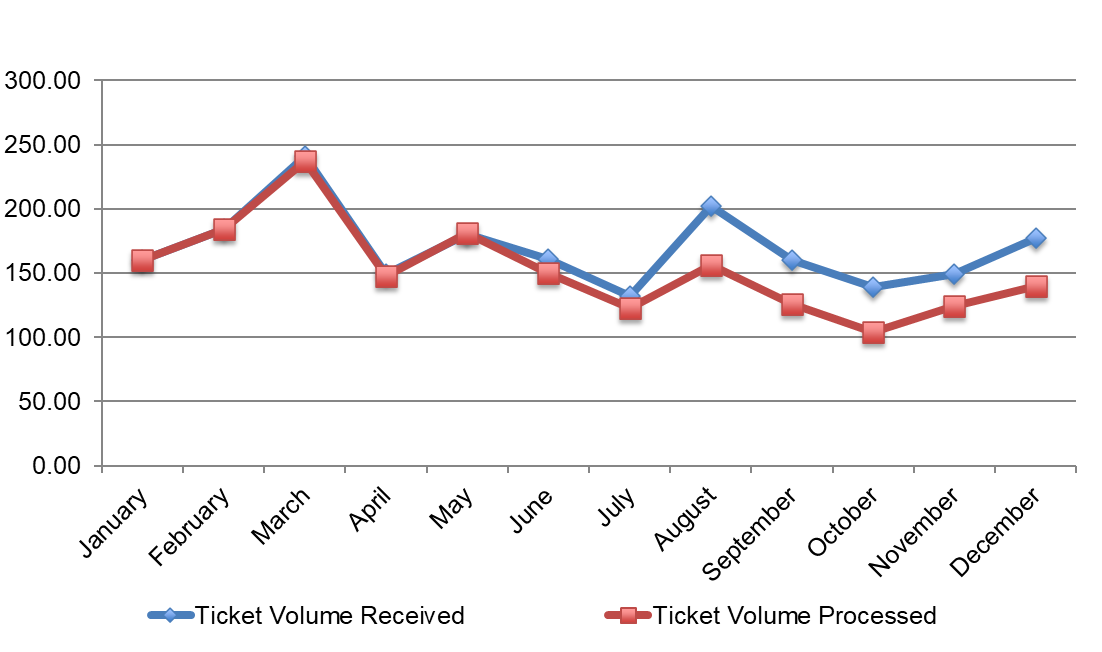 300.00
250.00
200.00
150.00
100.00
50.00
0.00
January
February
March
April
May
June
July
August
September
October
November
December
Ticket Volume Received
Ticket Volume Processed